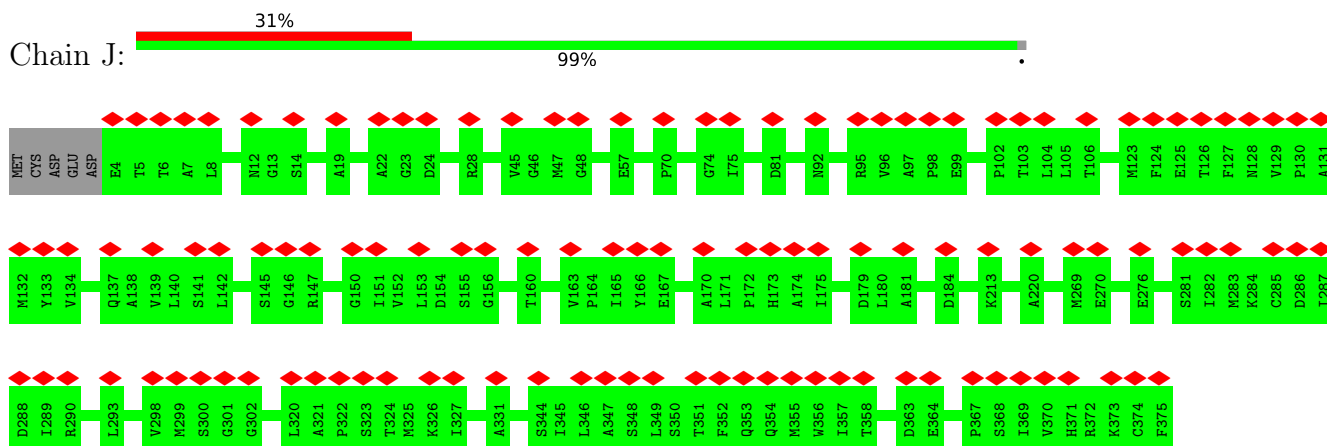 31%
Chain J:
99%
.
MET CYS ASP GLU ASP E4 T5 T6 A7 L8 N12 G13 S14 A19 A22 G23 D24 R28 V45 G46 M47 G48 E57 P70 G74 I75 D81 N92 R95 V96 A97 P98 E99 P102 T103 L104 L105 T106 M123 F124 E125 T126 F127 N128 V129 P130 A131
M132 Y133 V134 Q137 A138 V139 L140 S141 L142 S145 G146 R147 G150 I151 V152 L153 D154 S155 G156 T160 V163 P164 I165 Y166 E167 A170 L171 P172 H173 A174 I175 D179 L180 A181 D184 K213 A220 M269 E270 E276 S281 I282 M283 K284 C285 D286 I287
D288 I289 R290 L293 V298 M299 S300 G301 G302 L320 A321 P322 S323 T324 M325 K326 I327 A331 S344 I345 L346 A347 S348 L349 S350 T351 F352 Q353 Q354 M355 W356 I357 T358 D363 E364 P367 S368 I369 V370 H371 R372 K373 C374 F375